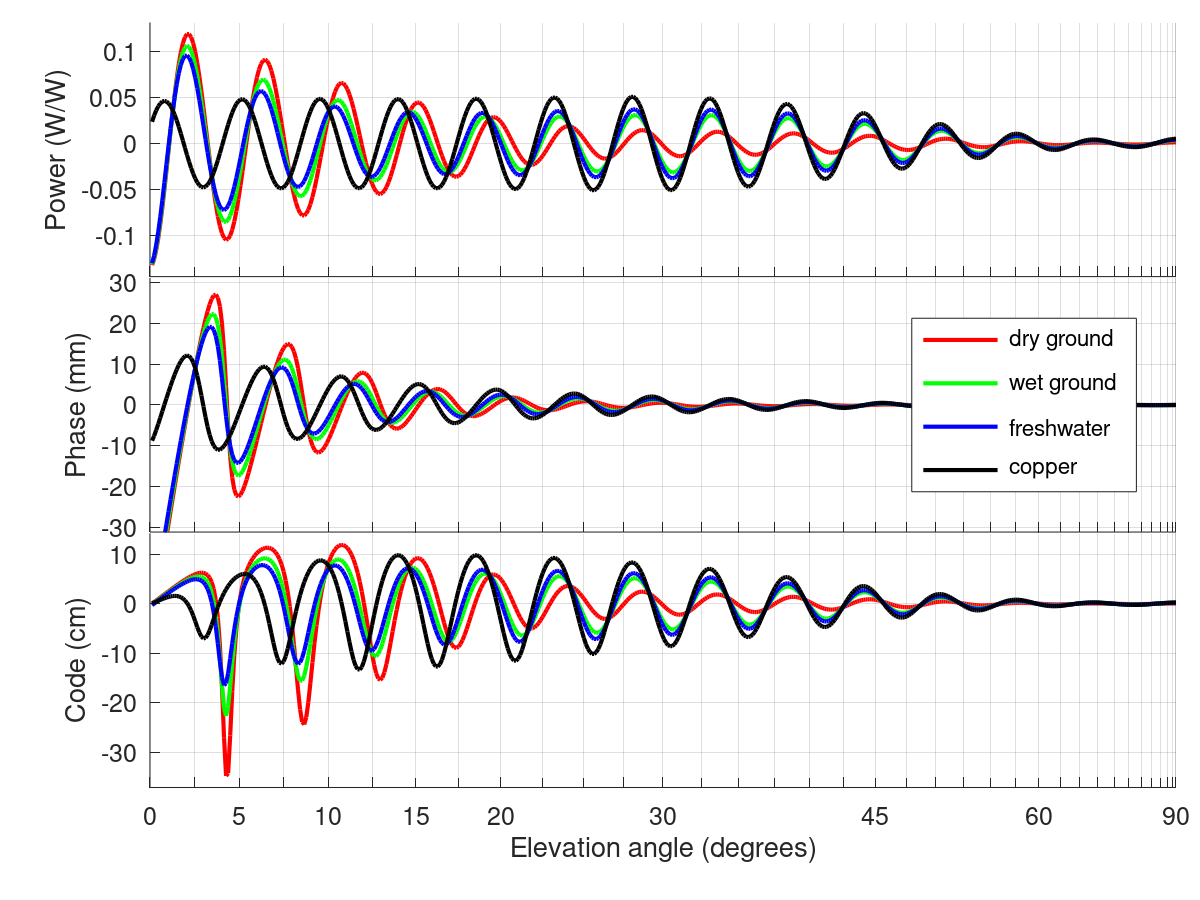 0.1
0.05
0
-0.05
-0.1
Power (W/W)
30
20
10
0
-10
-20
-30
Phase (mm)
dry ground
wet ground
freshwater
copper
10
0
-10
-20
-30
Code (cm)
0 5 10 15 20 30 45 60 90
Elevation angle (degrees)